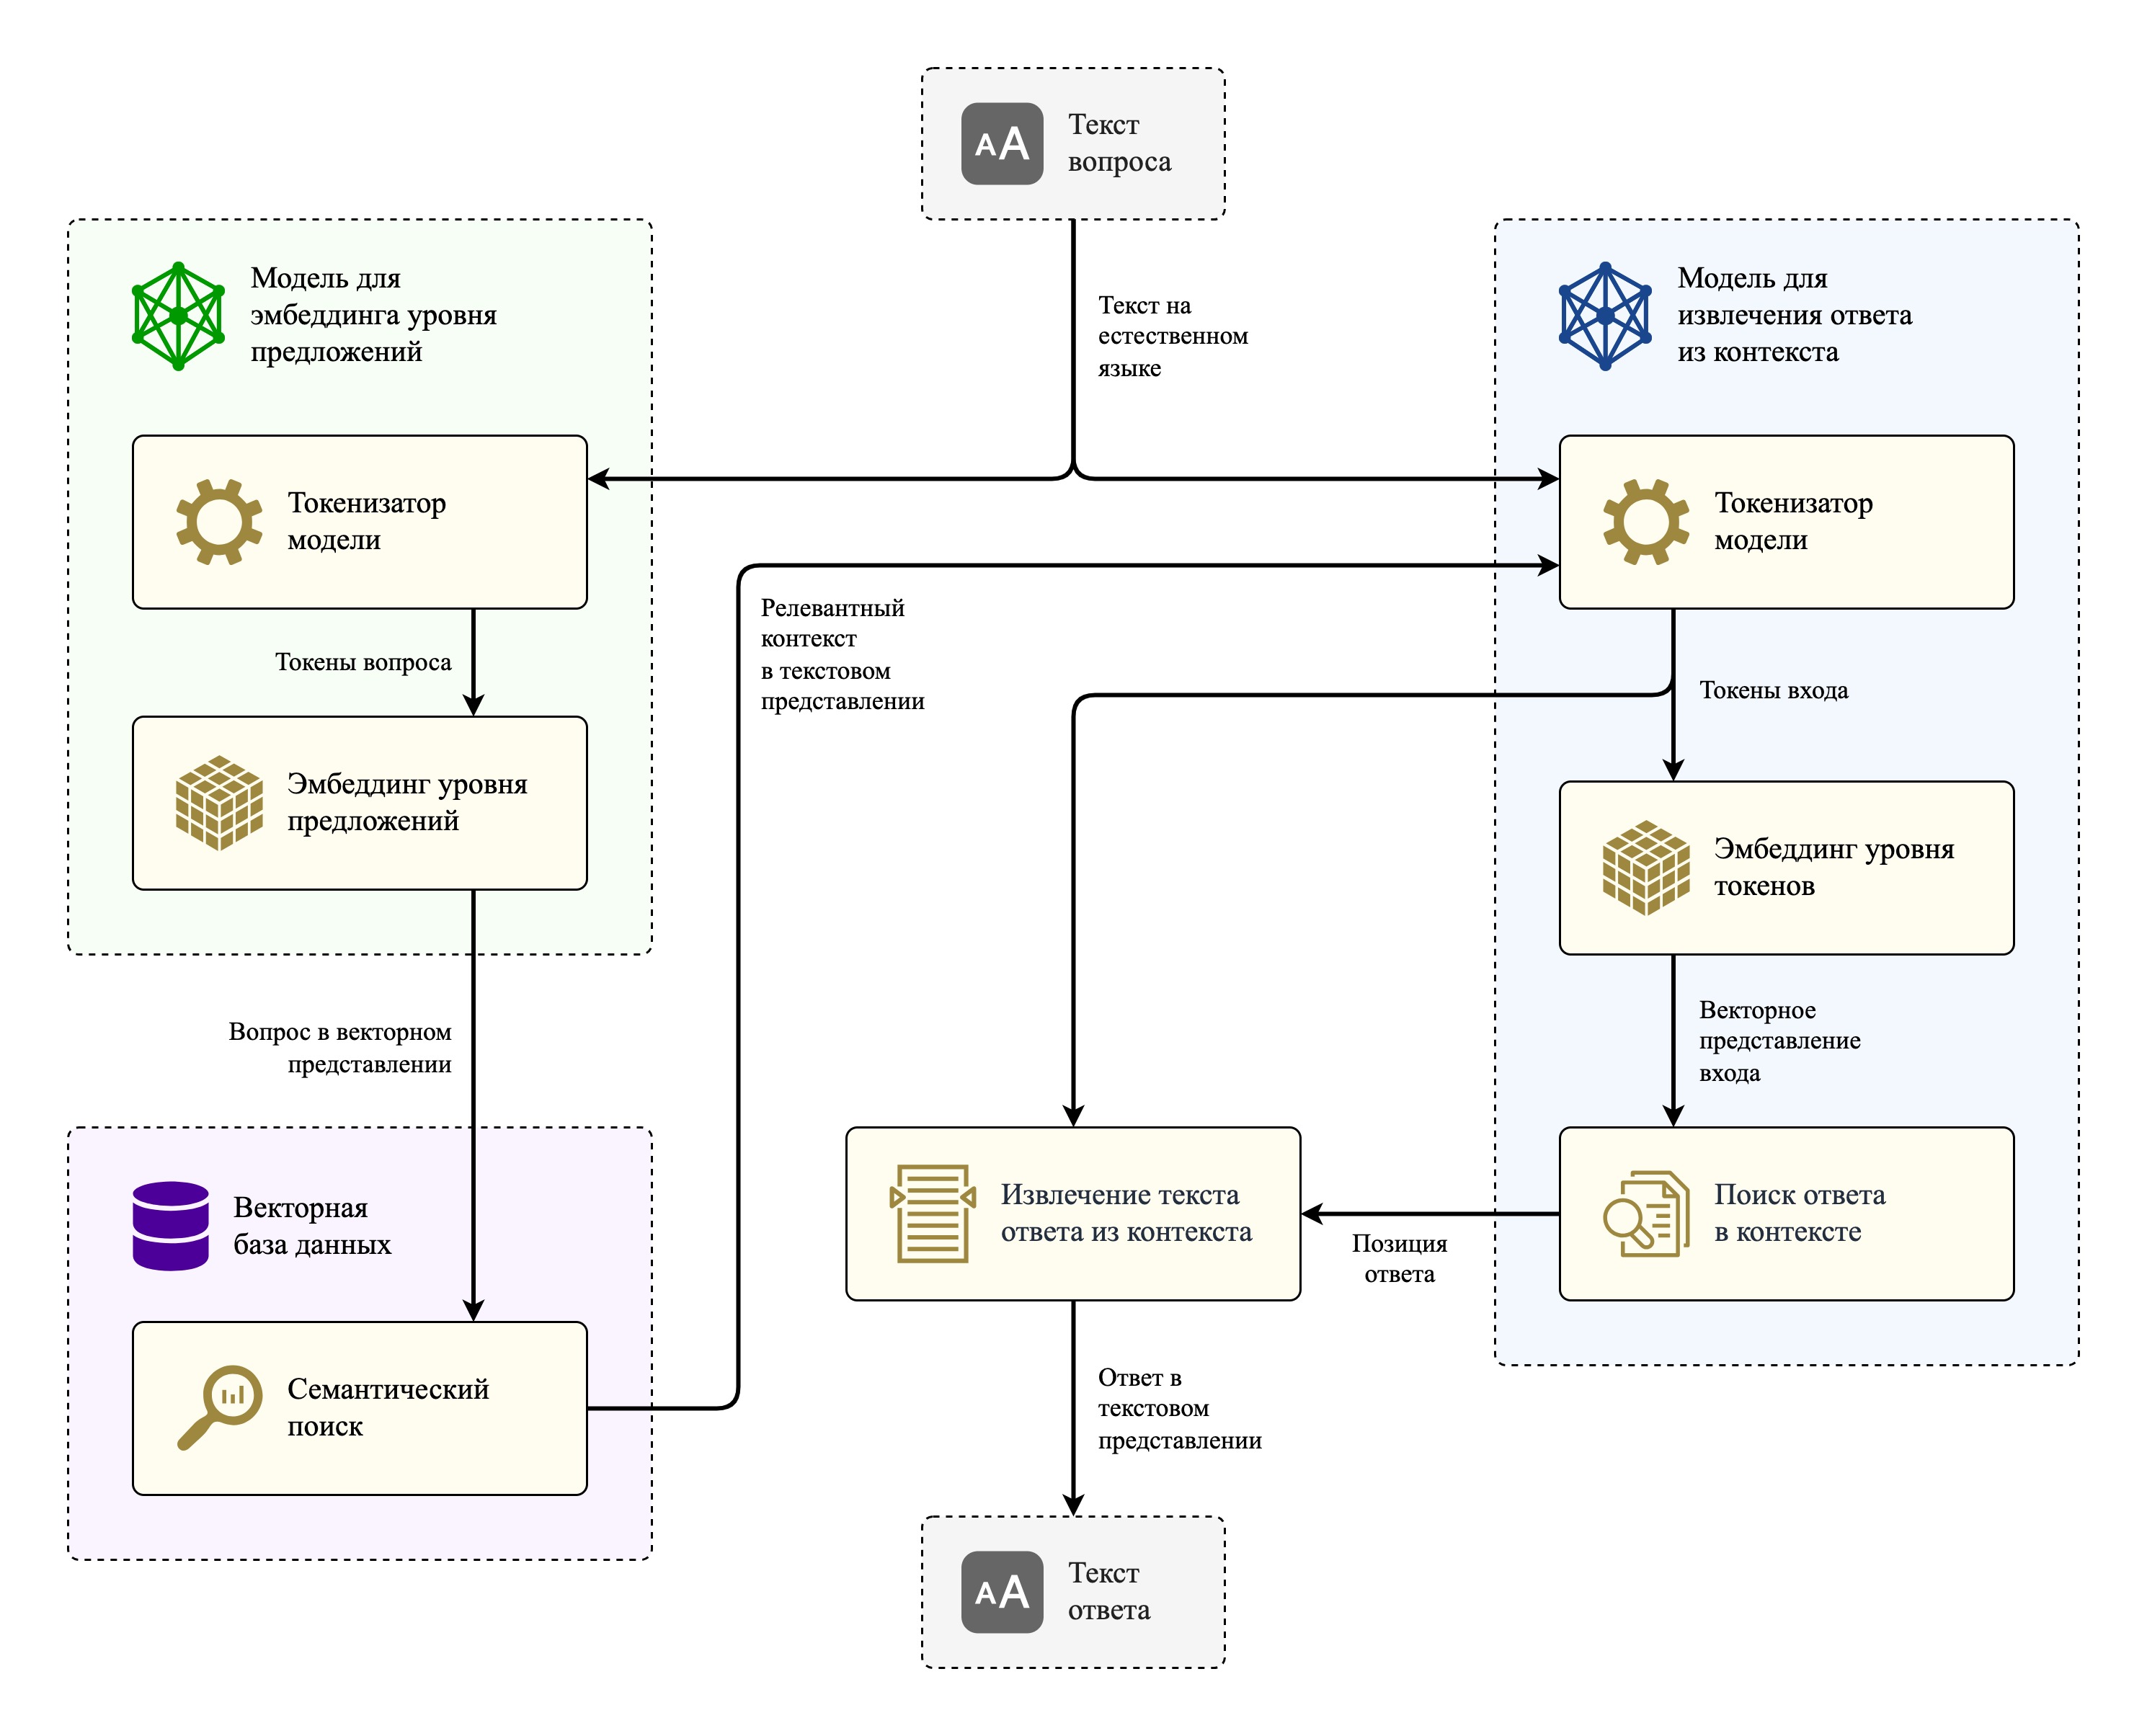 Текст
вопроса
Модель для
эмбеддинга уровня
предложений
Текст на
естественном
языке
Модель для
извлечения ответа
из контекста
Токенизатор
модели
Токенизатор
модели
Токены вопроса
Релевантный
контекст
в текстовом
представлении
Токены входа
Эмбеддинг уровня
предложений
Эмбеддинг уровня
токенов
Вопрос в векторном
представлении
Векторное
представление
входа
Векторная
база данных
Извлечение текста
ответа из контекста
Позиция
ответа
Поиск ответа
в контексте
Семантический
поиск
Ответ в
текстовом
представлении
Текст
ответа